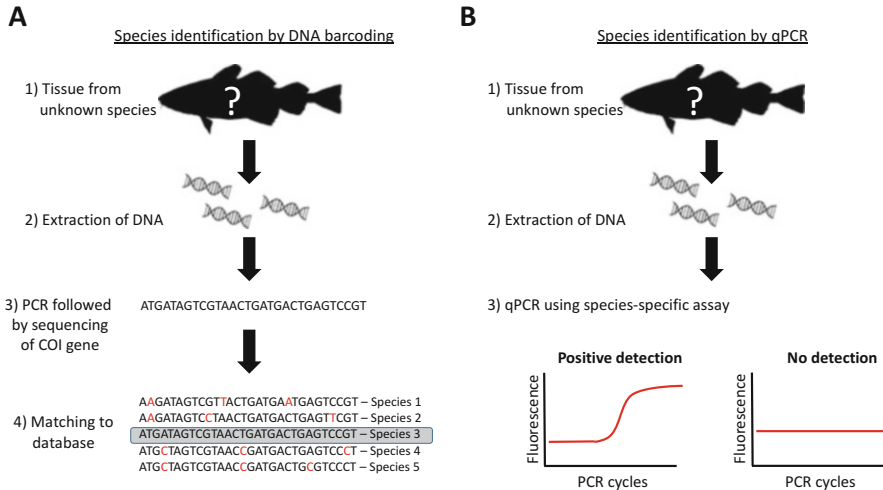 A
Species identification by DNA barcoding
1) Tissue from
unknown species
?
2) Extraction of DNA
3) PCR followed
by sequencing
of COI gene
ATGATAGTCGTAACTGATGACTGAGTCCGT
4) Matching to
database
AAGATAGTCGTTACTGATGAATGAGTCCGT – Species 1
AAGATAGTCCTAACTGATGACTGAGTTCGT – Species 2
ATGATAGTCGTAACTGATGACTGAGTCCGT – Species 3
ATGCTAGTCGTAACCGATGACTGAGTCCCT – Species 4
ATGCTAGTCGTAACCGATGACTGCGTCCCT – Species 5
B
Species identification by qPCR
1) Tissue from
unknown species
?
2) Extraction of DNA
3) qPCR using species-specific assay
Positive detection
Fluorescence
PCR cycles
No detection
Fluorescence
PCR cycles